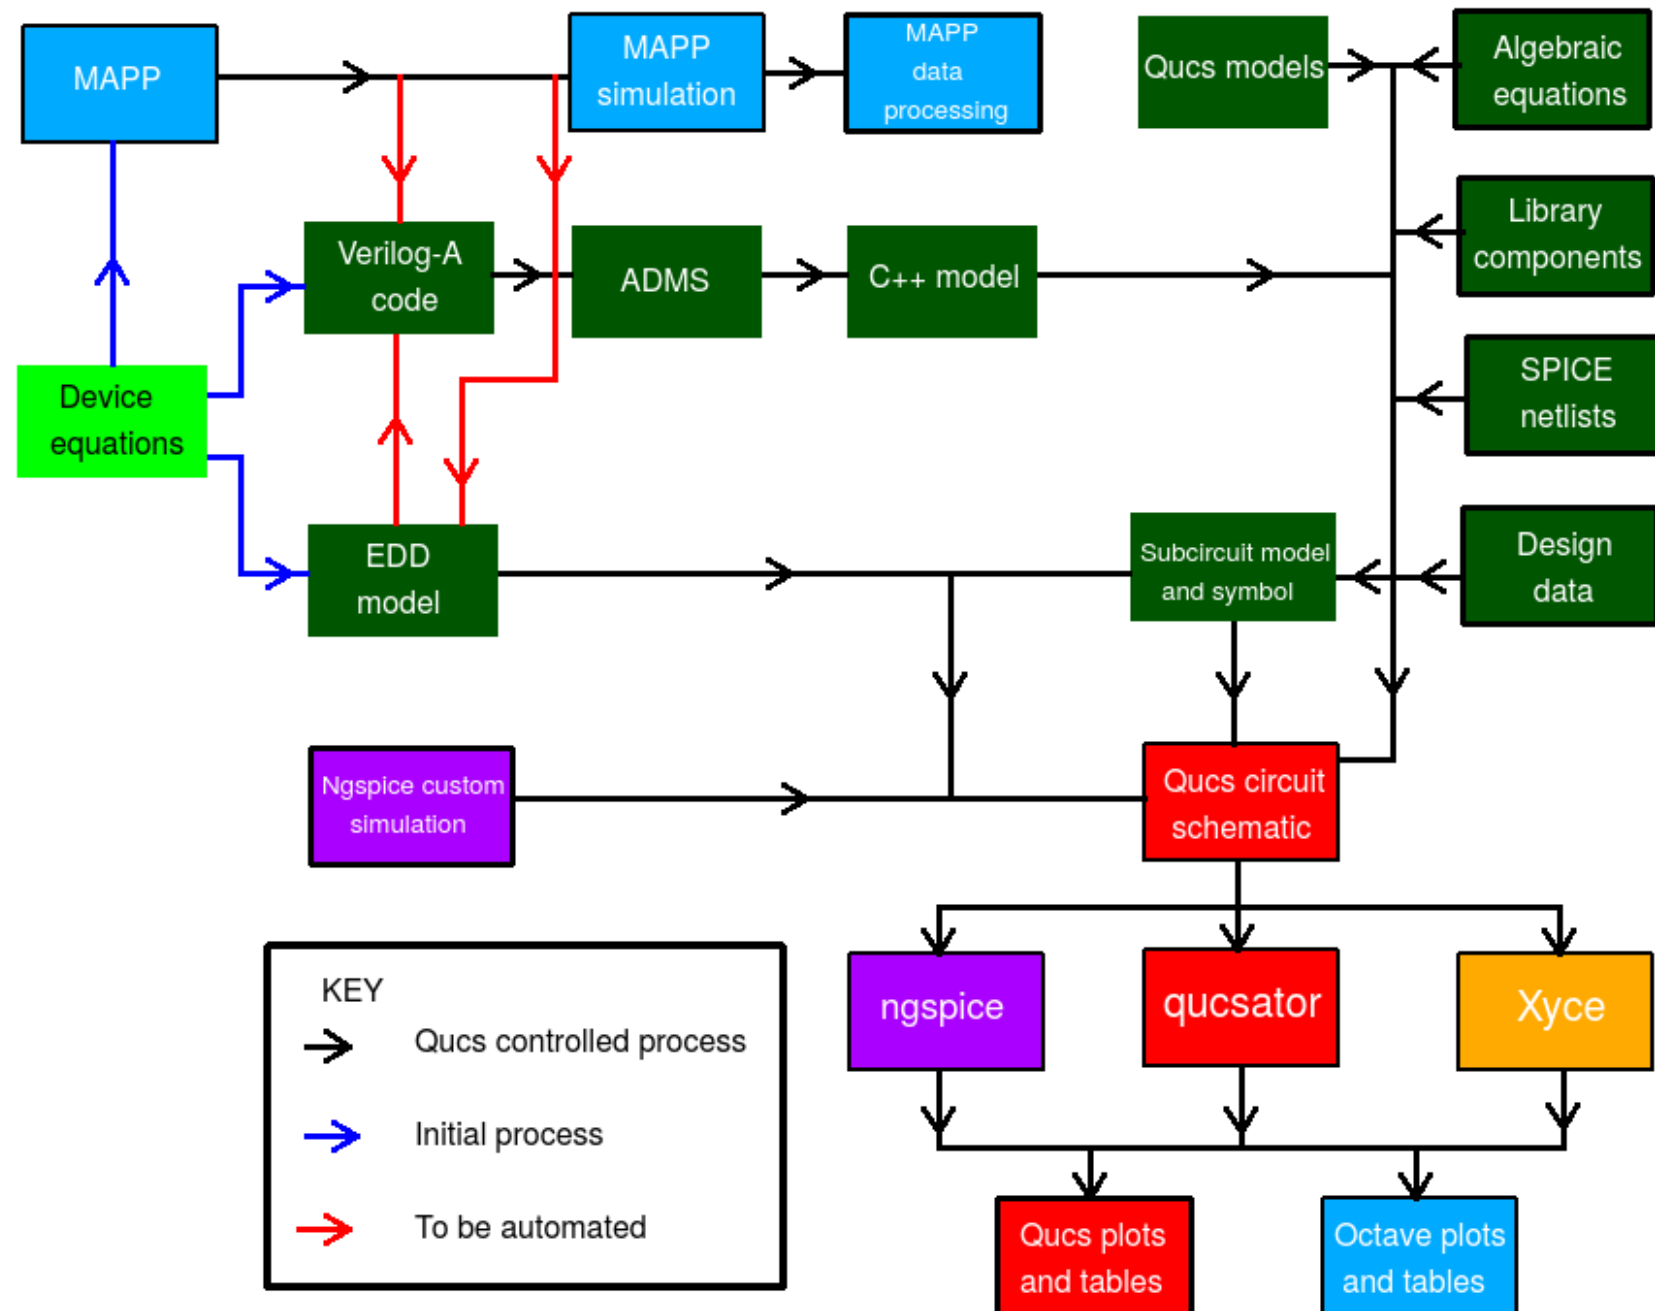 MAPP
MAPP
simulation
MAPP
data
processing
Qucs models
Algebraic
equations
Library
components
Verilog-A
code
ADMS
C++ model
SPICE
netlists
Device
equations
EDD
model
Subcircuit model
and symbol
Design
data
Ngspice custom
simulation
Qucs circuit
schematic
ngspice
qucsator
Xyce
KEY
Qucs controlled process
Initial process
To be automated
Qucs plots
and tables
Octave plots
and tables